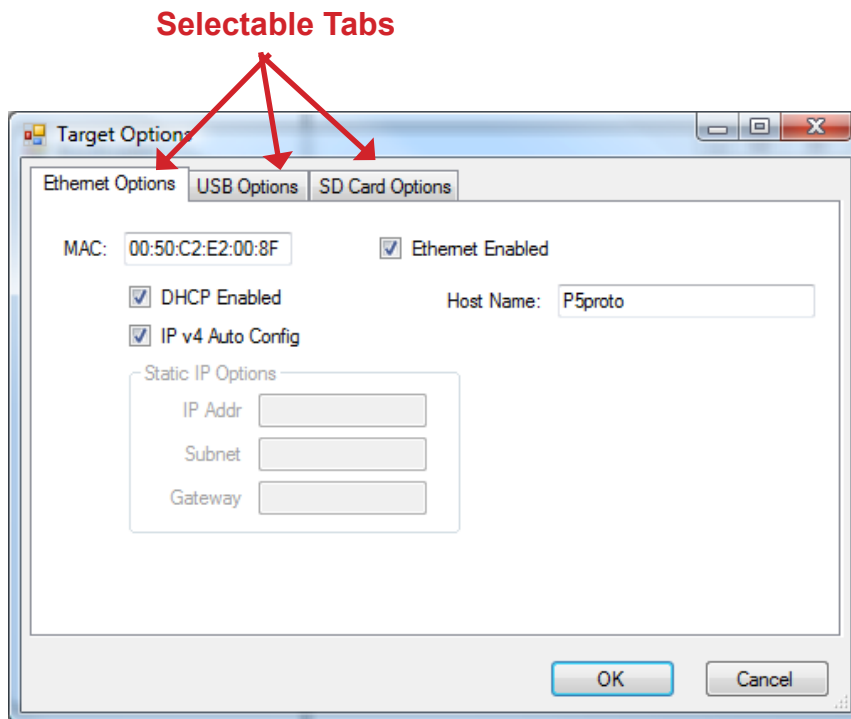 Selectable Tabs
Target Options
Ethernet Options USB Options SD Card Options
MAC: 00:50:C2:E2:00:8F Ethernet Enabled
DHCP Enabled Host Name: P5proto
IP v4 Auto Config
Static IP Options
IP Addr
Subnet
Gateway
OK Cancel